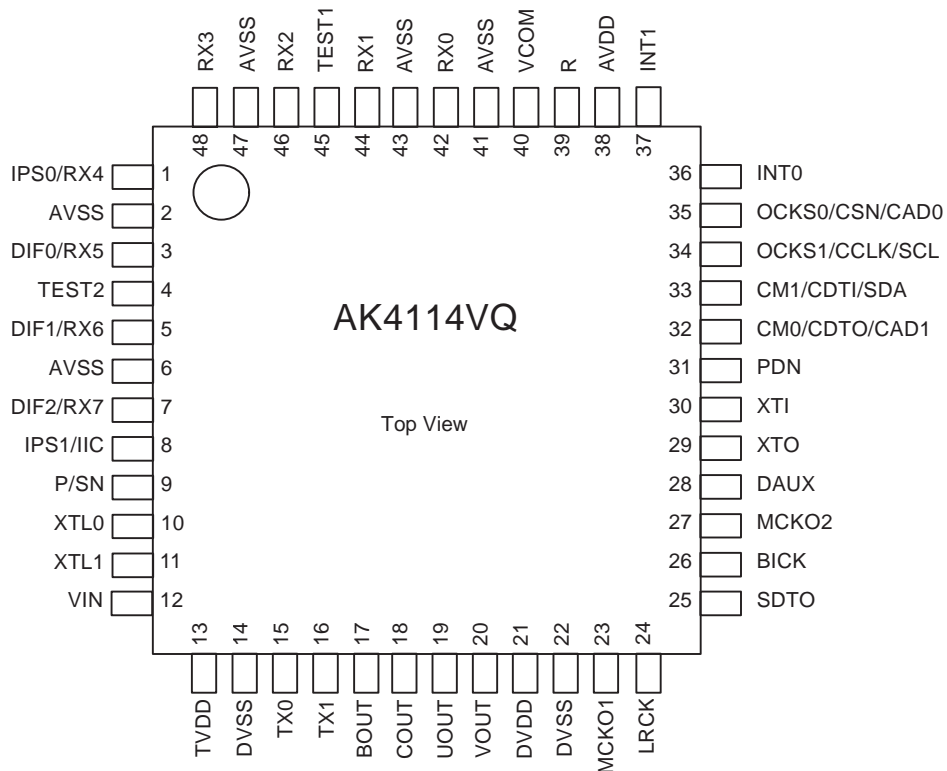 RX3
AVSS
RX2
TEST1
RX1
AVSS
RX0
AVSS
VCOM
R
AVDD
INT1
48
47
46
45
44
43
42
41
40
39
38
37
IPS0/RX4 1
AVSS 2
DIF0/RX5 3
TEST2 4
DIF1/RX6 5
AVSS 6
DIF2/RX7 7
IPS1/IIC 8
P/SN 9
XTL0 10
XTL1 11
VIN 12
AK4114VQ
Top View
36 INT0
35 OCKS0/CSN/CAD0
34 OCKS1/CCLK/SCL
33 CM1/CDTI/SDA
32 CM0/CDTO/CAD1
31 PDN
30 XTI
29 XTO
28 DAUX
27 MCKO2
26 BICK
25 SDTO
13
14
15
16
17
18
19
20
21
22
23
24
TVDD
DVSS
TX0
TX1
BOUT
COUT
UOUT
VOUT
DVDD
DVSS
MCKO1
LRCK